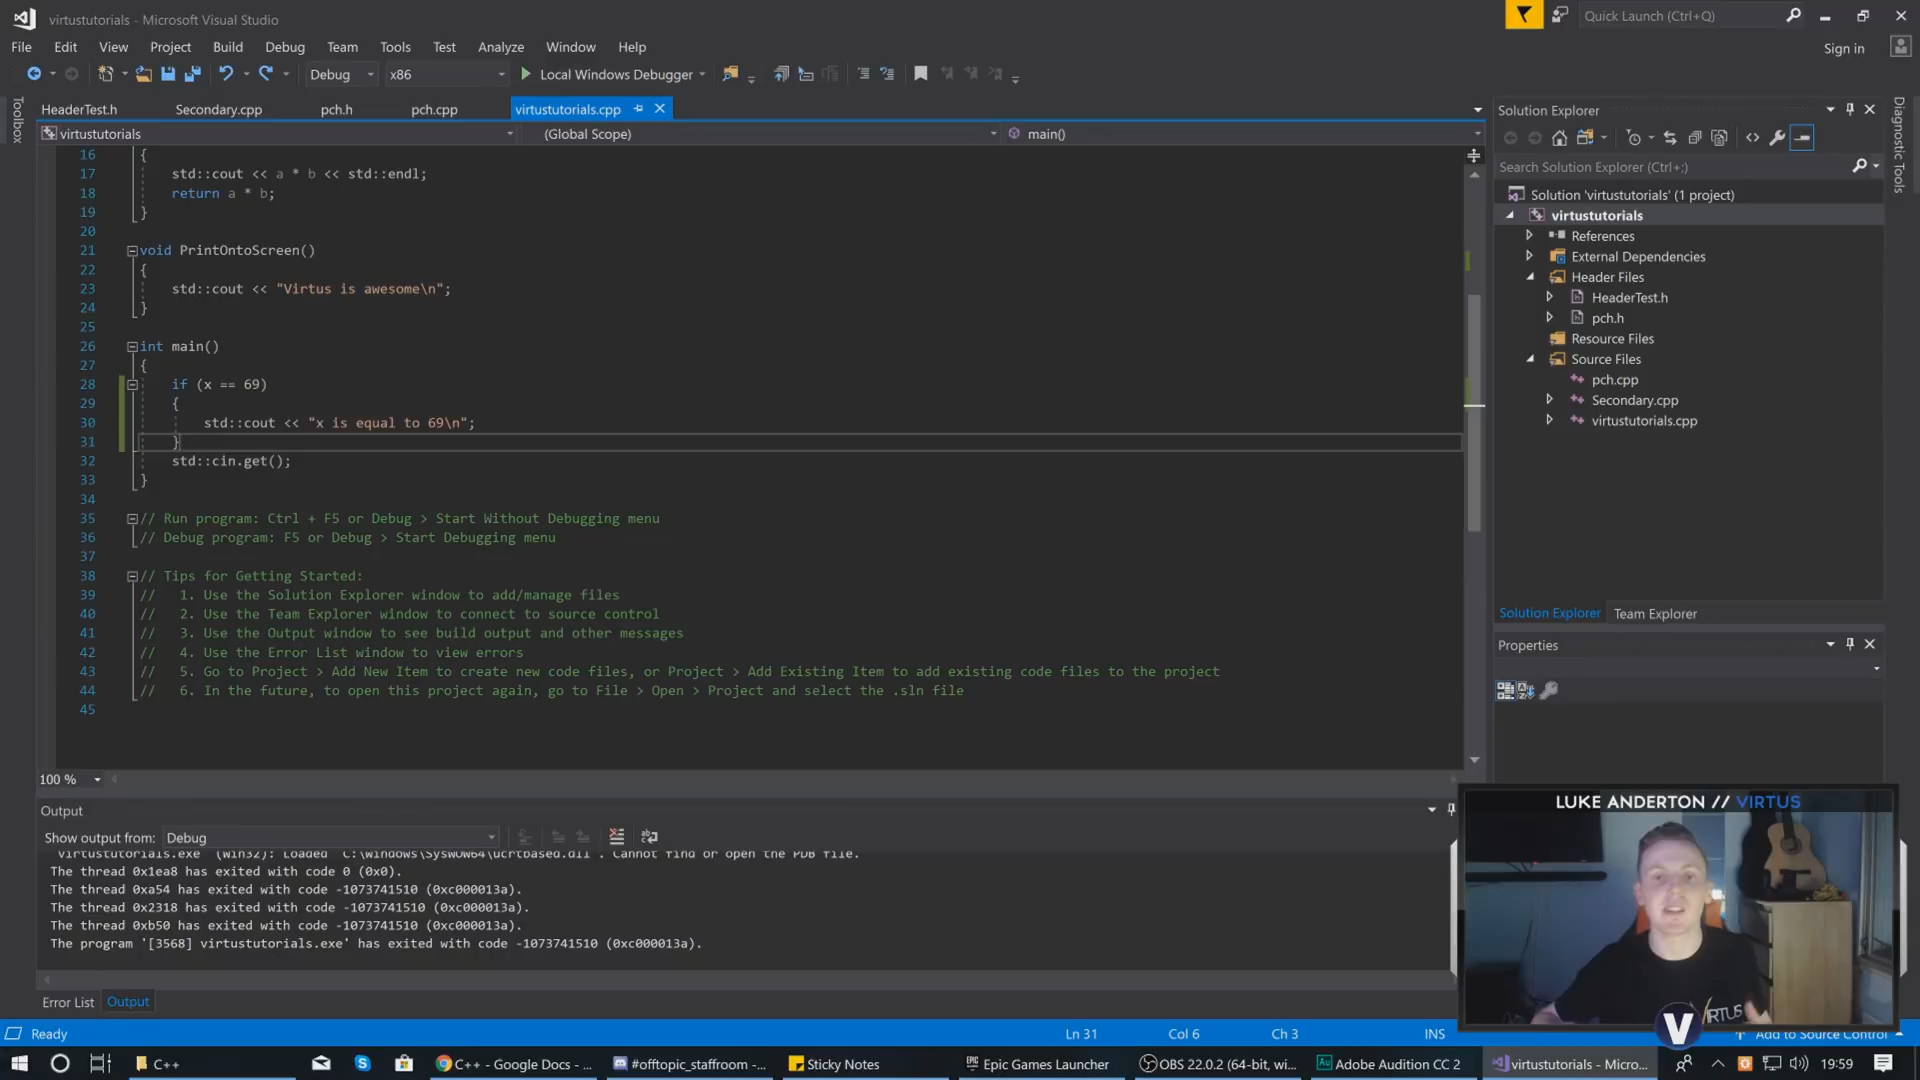 virtustutorials - Microsoft Visual Studio
Quick Launch (Ctrl+Q)
File Edit View Project Build Debug Team Tools Test Analyze Window Help
Sign in
Debug x86 Local Windows Debugger
Toolbox
HeaderTest.h Secondary.cpp pch.h pch.cpp virtustutorials.cpp
virtustutorials (Global Scope) main()
16 {
17 std::cout << a * b << std::endl;
18 return a * b;
19 }
20
21 void PrintOntoScreen()
22 {
23 std::cout << "Virtus is awesome\n";
24 }
25
26 int main()
27 {
28 if (x == 69)
29 {
30 std::cout << "x is equal to 69\n";
31 }
32 std::cin.get();
33 }
34
35 // Run program: Ctrl + F5 or Debug > Start Without Debugging menu
36 // Debug program: F5 or Debug > Start Debugging menu
37
38 // Tips for Getting Started:
39 // 1. Use the Solution Explorer window to add/manage files
40 // 2. Use the Team Explorer window to connect to source control
41 // 3. Use the Output window to see build output and other messages
42 // 4. Use the Error List window to view errors
43 // 5. Go to Project > Add New Item to create new code files, or Project > Add Existing Item to add existing code files to the project
44 // 6. In the future, to open this project again, go to File > Open > Project and select the .sln file
45
100 %
Output
Show output from: Debug
'virtustutorials.exe' (Win32): Loaded 'C:\Windows\SysWOW64\ucrtbased.dll'. Cannot find or open the PDB file.
The thread 0x1ea8 has exited with code 0 (0x0).
The thread 0xa54 has exited with code -1073741510 (0xc000013a).
The thread 0x2318 has exited with code -1073741510 (0xc000013a).
The thread 0xb50 has exited with code -1073741510 (0xc000013a).
The program '[3568] virtustutorials.exe' has exited with code -1073741510 (0xc000013a).
Error List Output
Solution Explorer
Search Solution Explorer (Ctrl+;)
Solution 'virtustutorials' (1 project)
virtustutorials
References
External Dependencies
Header Files
HeaderTest.h
pch.h
Resource Files
Source Files
pch.cpp
Secondary.cpp
virtustutorials.cpp
Solution Explorer Team Explorer
Properties
Diagnostic Tools
LUKE ANDERTON // VIRTUS
VIRTUS
V
Ready Ln 31 Col 6 Ch 3 INS Add to Source Control
C++ C++ - Google Docs - ... #offtopic_staffroom -... Sticky Notes Epic Games Launcher OBS 22.0.2 (64-bit, wi... Adobe Audition CC 2 virtustutorials - Micro... 19:59